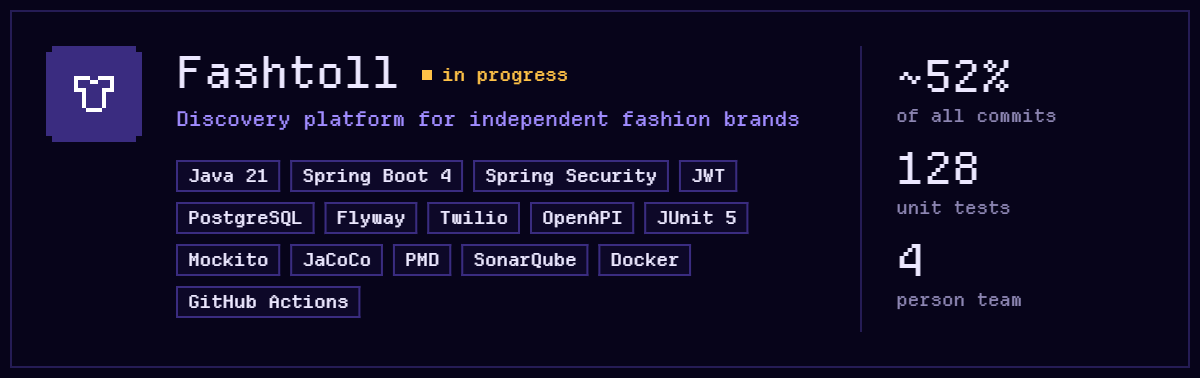 Fashtoll in progress
Discovery platform for independent fashion brands
Java 21 Spring Boot 4 Spring Security JWT
PostgreSQL Flyway Twilio OpenAPI JUnit 5
Mockito JaCoCo PMD SonarQube Docker
GitHub Actions
~52%
of all commits
128
unit tests
4
person team